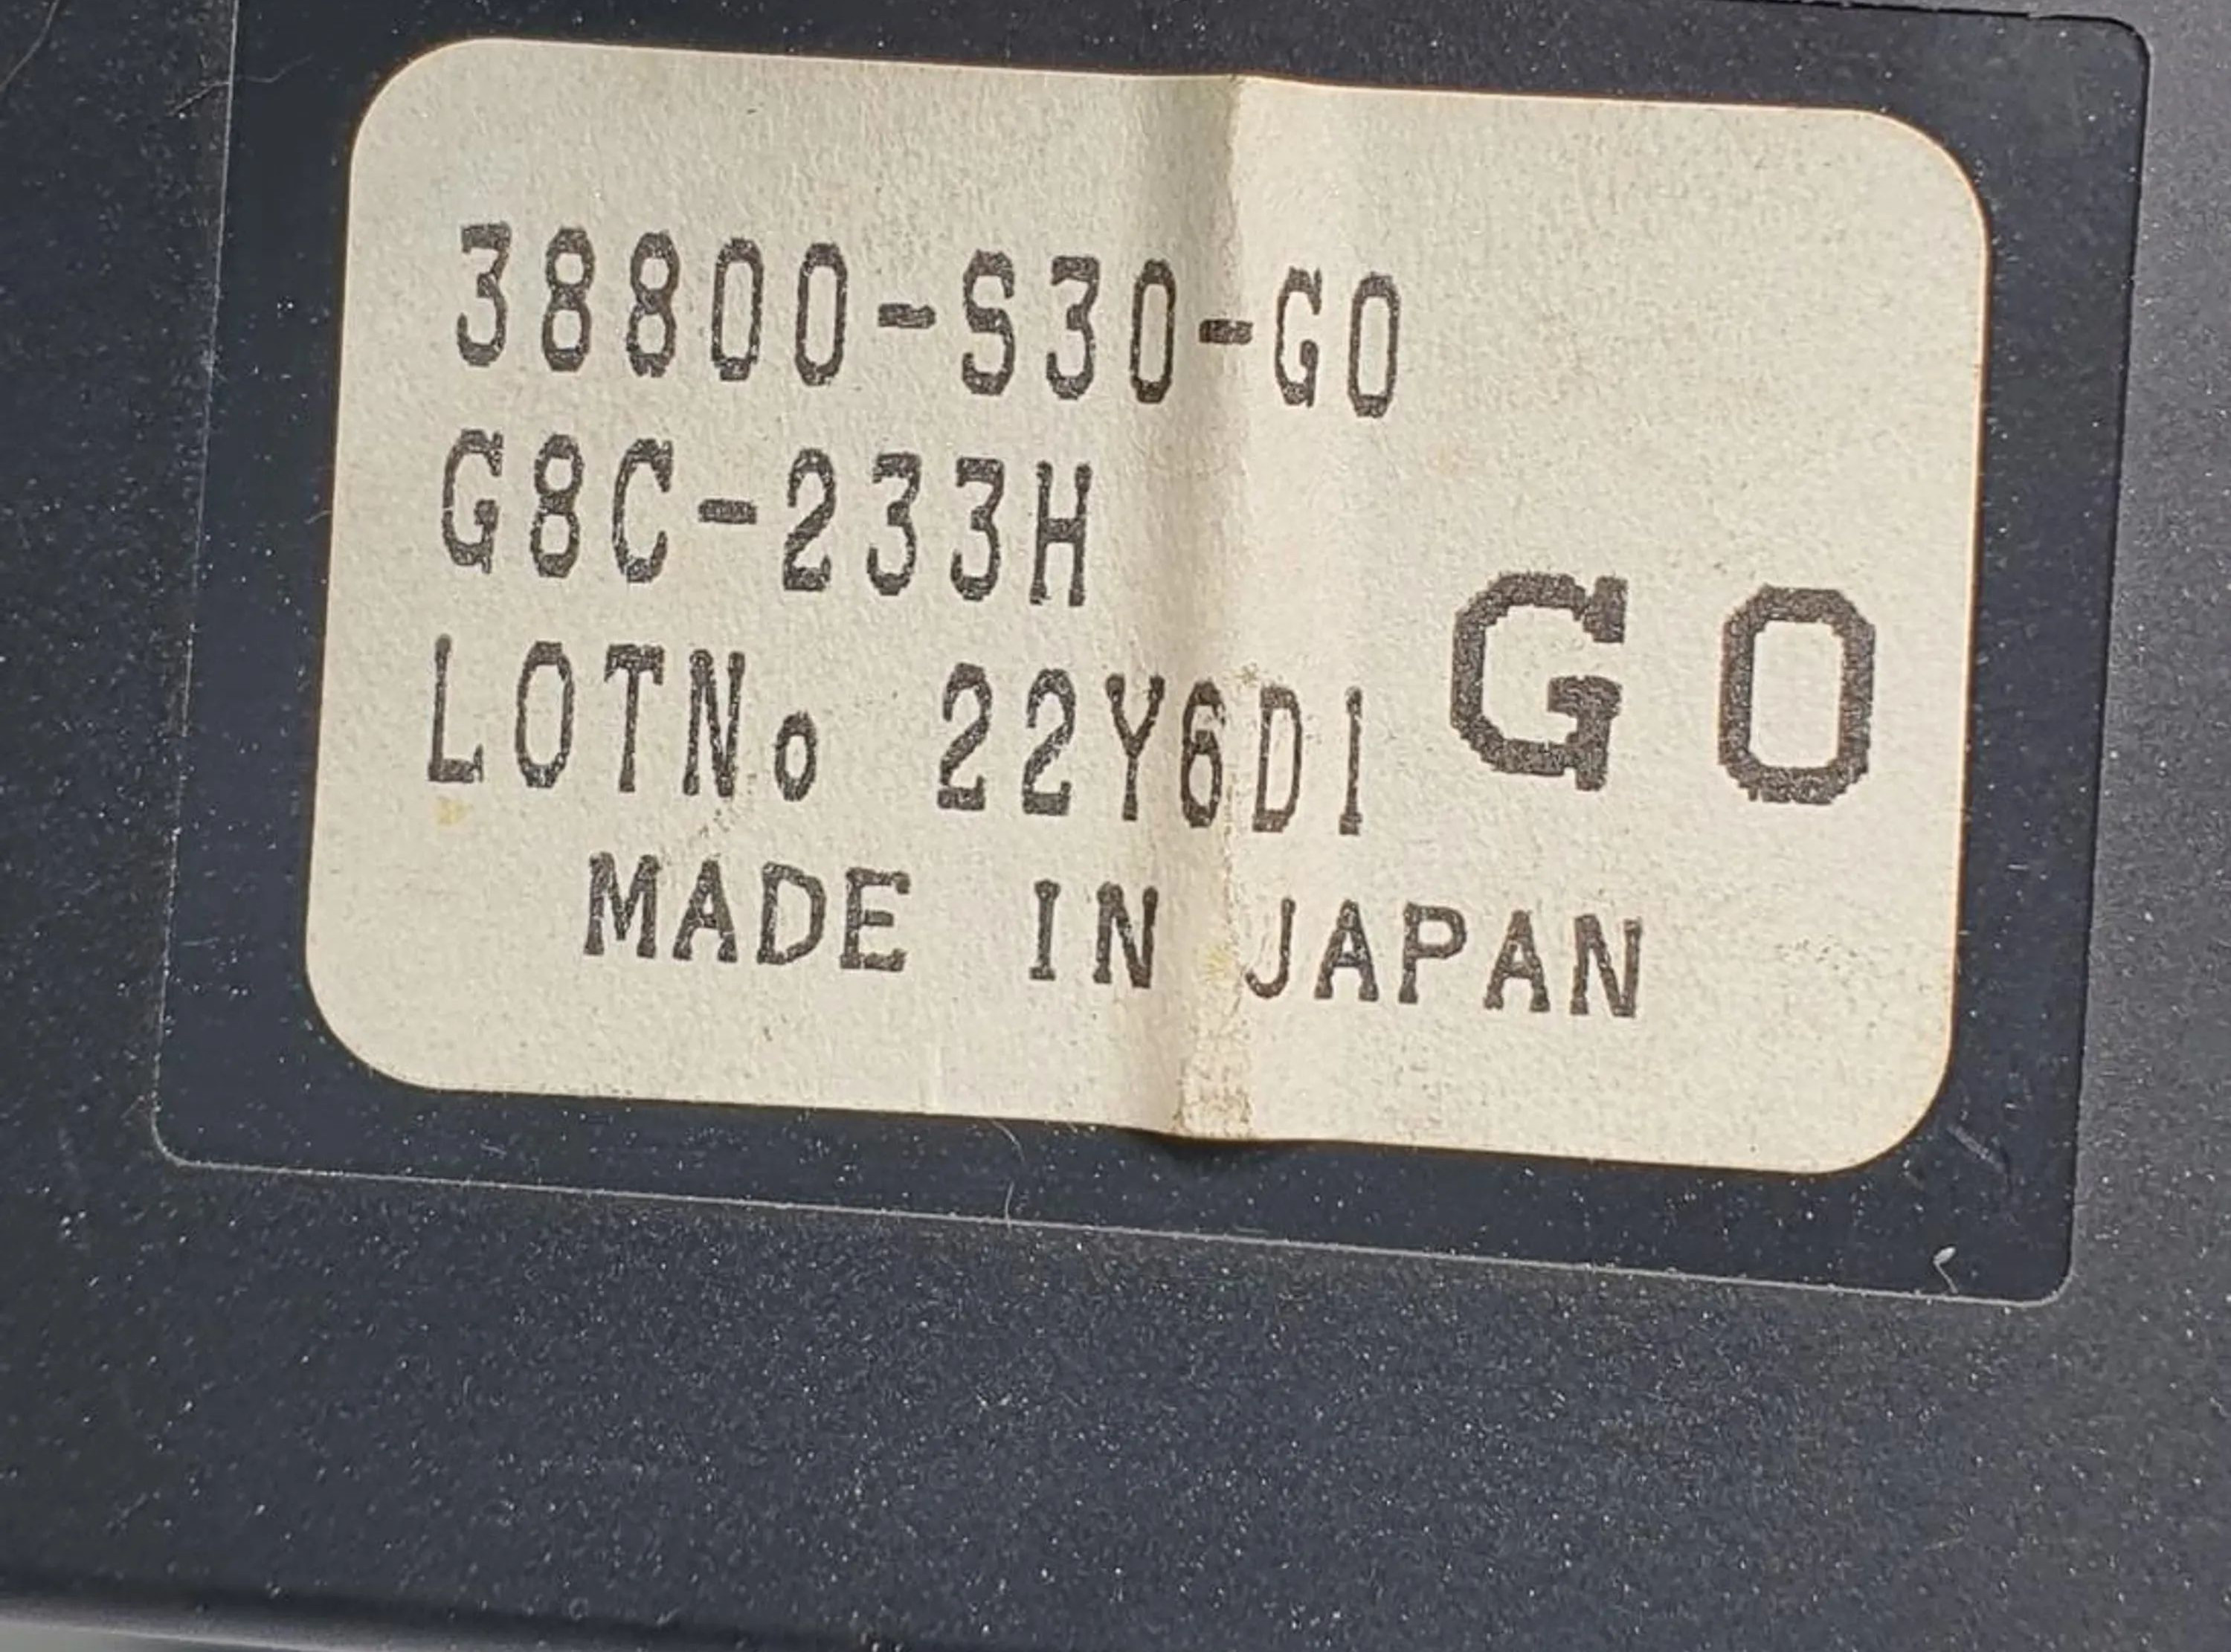 38800-S30-G0
G8C-233H
LOTNo 22Y6D1
G0
MADE IN JAPAN